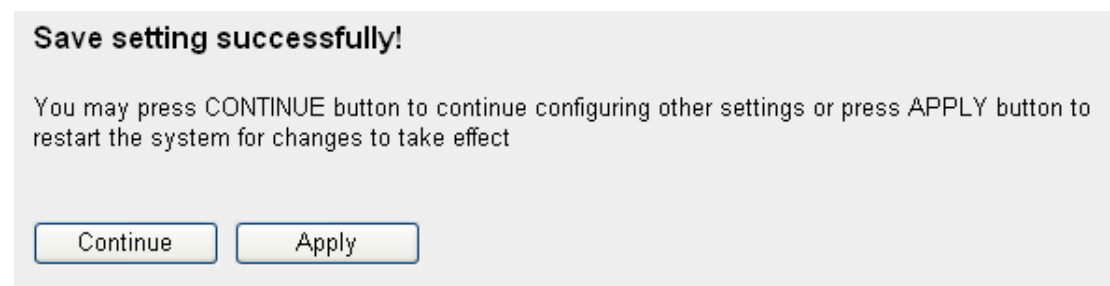 Save setting successfully!
You may press CONTINUE button to continue configuring other settings or press APPLY button to
restart the system for changes to take effect
Continue Apply